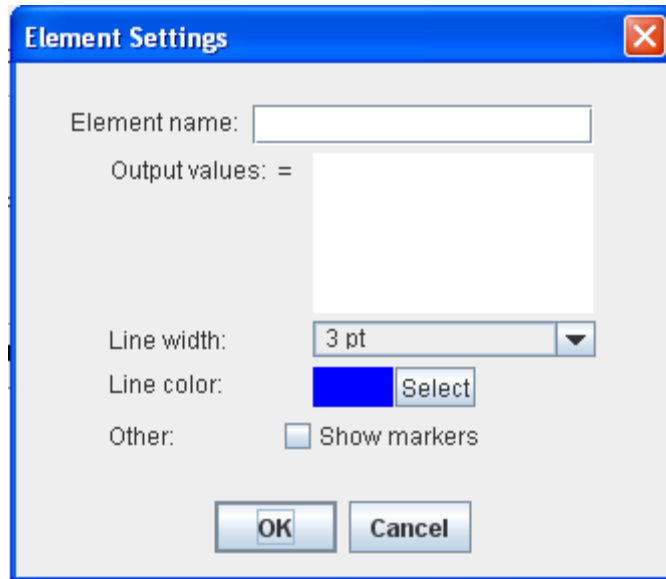 Element Settings
Element name:
Output values: =
Line width: 3 pt
Line color: Select
Other: Show markers
OK Cancel